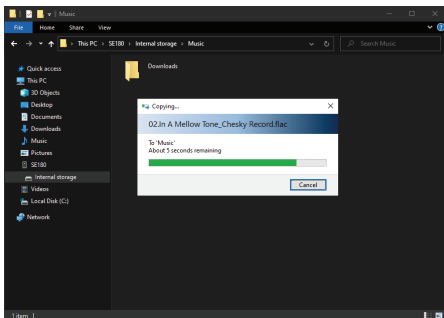 Music
File Home Share View
This PC > SE180 > Internal storage > Music
Search Music
Quick access
This PC
3D Objects
Desktop
Documents
Downloads
Music
Pictures
SE180
Internal storage
Videos
Local Disk (C:)
Network
Downloads
Copying...
02.In A Mellow Tone_Chesky Record.flac
To 'Music'
About 5 seconds remaining
Cancel
1 item